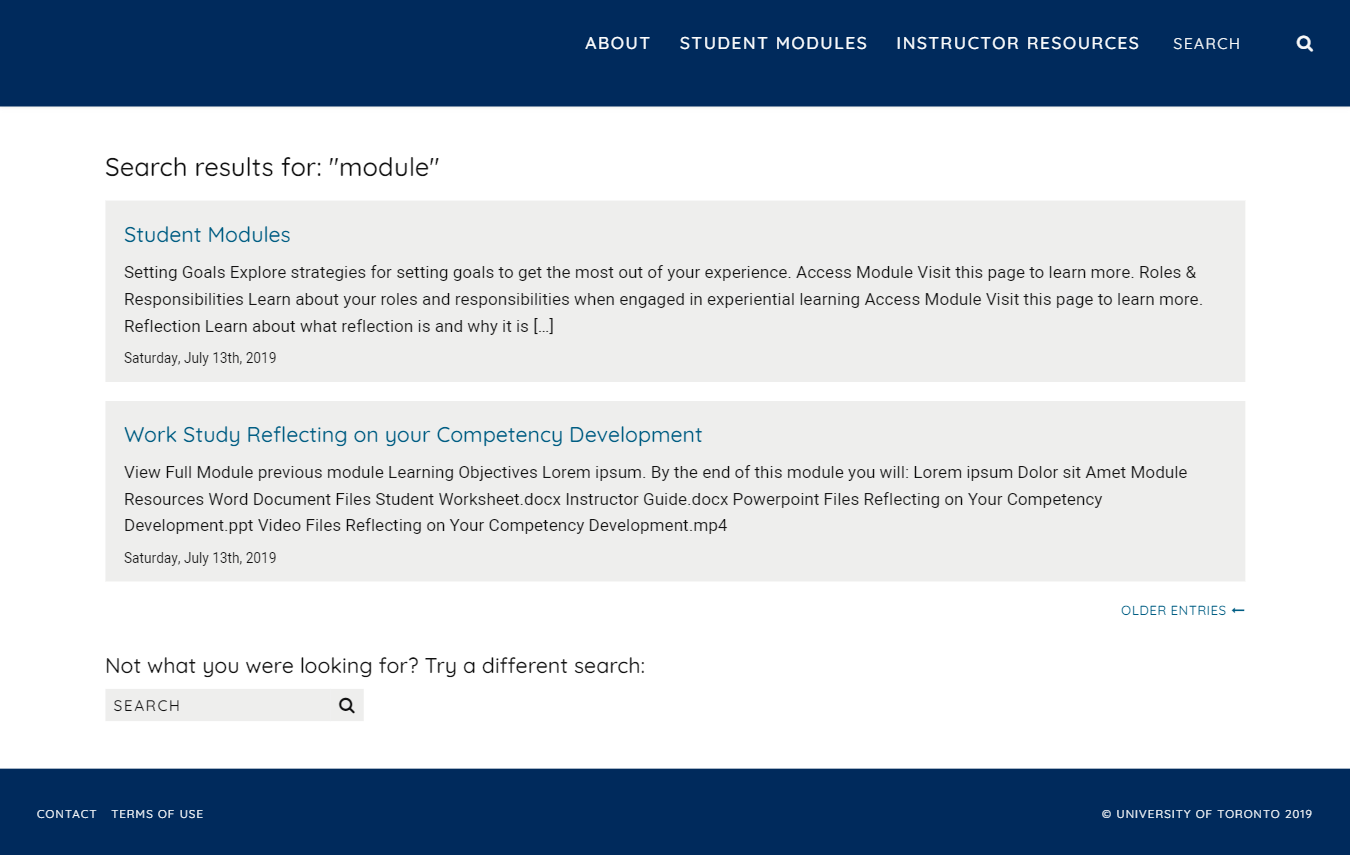 ABOUT STUDENT MODULES INSTRUCTOR RESOURCES SEARCH
Search results for: "module"
Student Modules
Setting Goals Explore strategies for setting goals to get the most out of your experience. Access Module Visit this page to learn more. Roles &
Responsibilities Learn about your roles and responsibilities when engaged in experiential learning Access Module Visit this page to learn more.
Reflection Learn about what reflection is and why it is [...]
Saturday, July 13th, 2019
Work Study Reflecting on your Competency Development
View Full Module previous module Learning Objectives Lorem ipsum. By the end of this module you will: Lorem ipsum Dolor sit Amet Module
Resources Word Document Files Student Worksheet.docx Instructor Guide.docx Powerpoint Files Reflecting on Your Competency
Development.ppt Video Files Reflecting on Your Competency Development.mp4
Saturday, July 13th, 2019
OLDER ENTRIES ←
Not what you were looking for? Try a different search:
SEARCH
CONTACT TERMS OF USE © UNIVERSITY OF TORONTO 2019